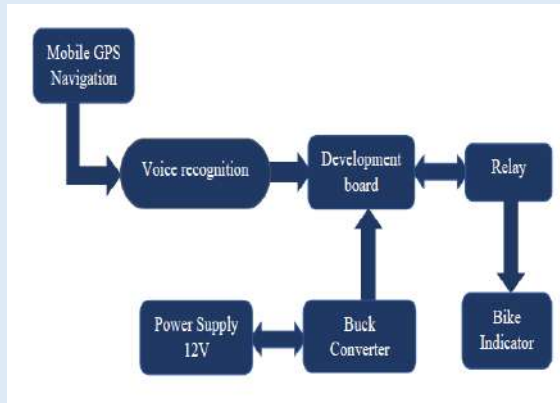 Mobile GPS
Navigation
Voice recognition
Development
board
Relay
Power Supply
12V
Buck
Converter
Bike
Indicator